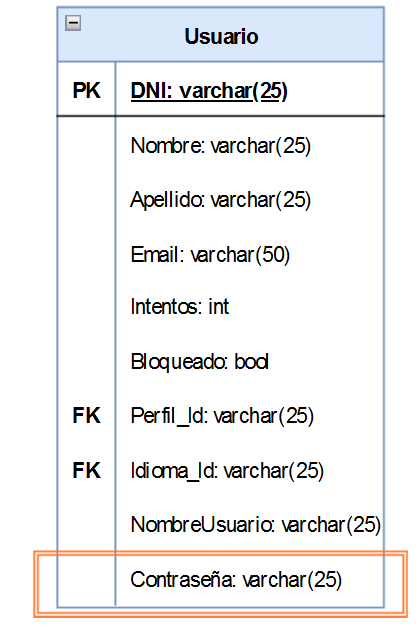 Usuario
PK DNI: varchar(25)
Nombre: varchar(25)
Apellido: varchar(25)
Email: varchar(50)
Intentos: int
Bloqueado: bool
FK Perfil_Id: varchar(25)
FK Idioma_Id: varchar(25)
NombreUsuario: varchar(25)
Contraseña: varchar(25)